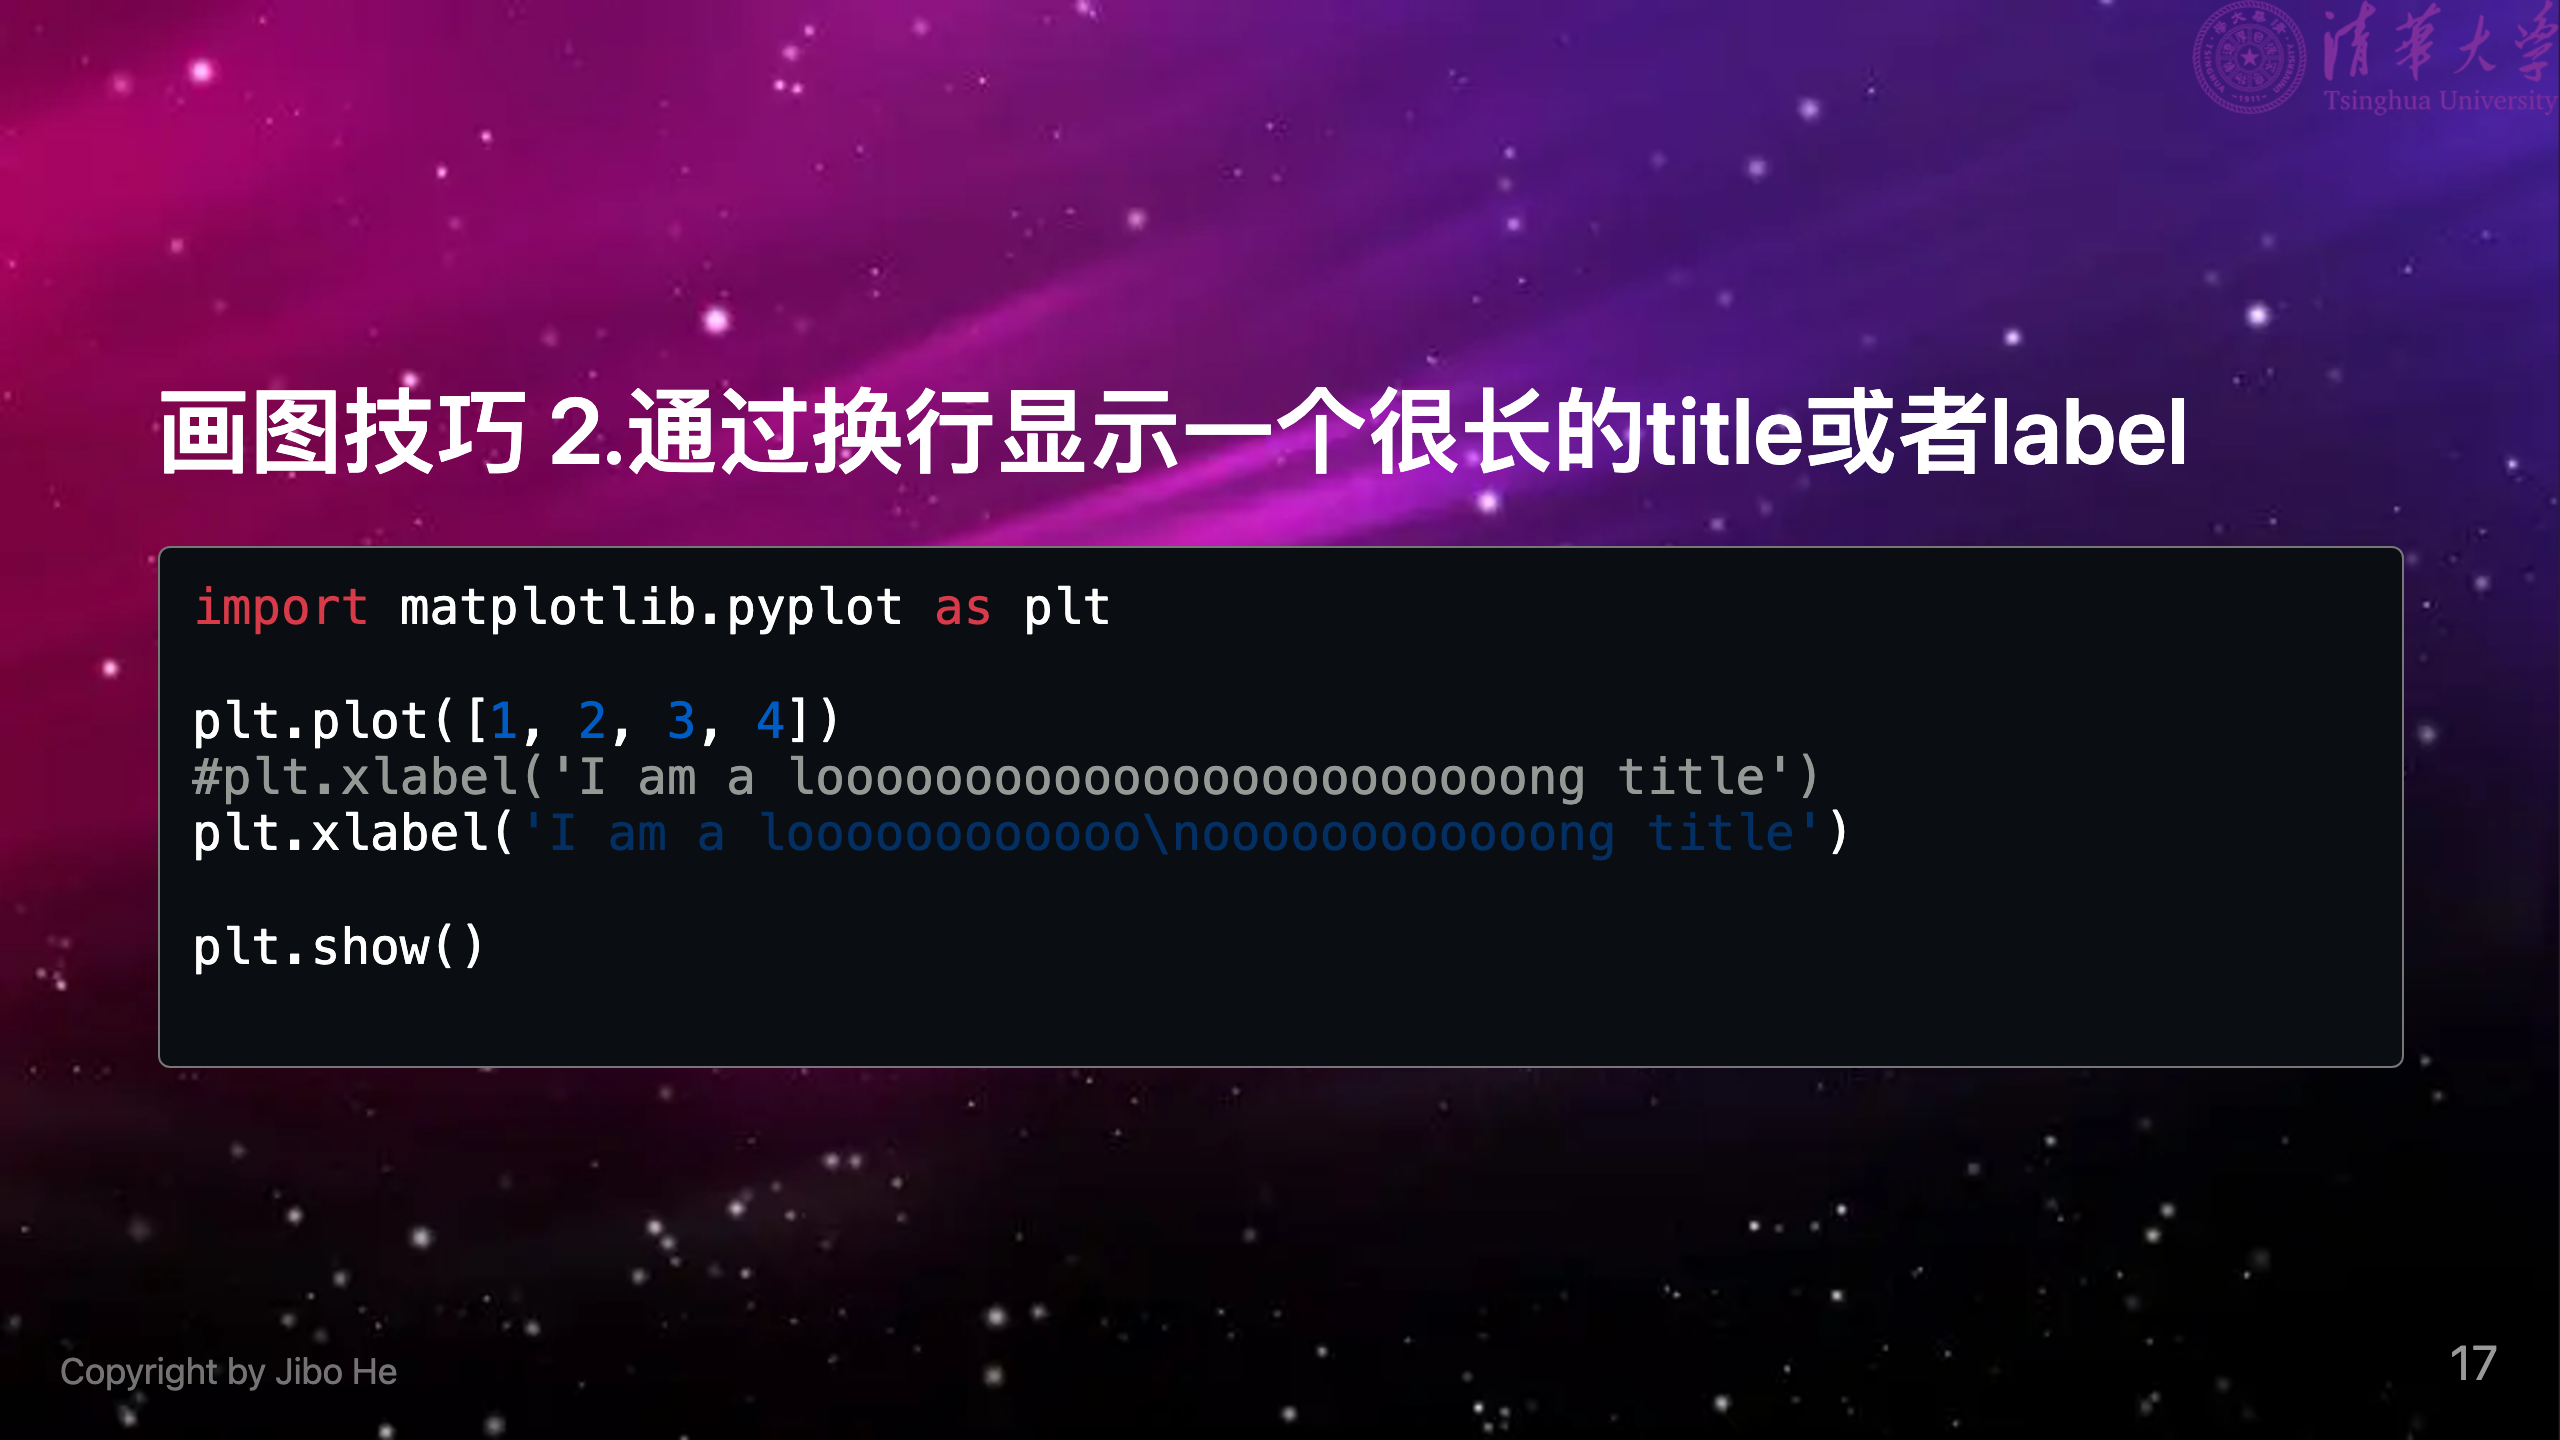 清华大学
Tsinghua University
画图技巧 2.通过换行显示一个很长的title或者label
import matplotlib.pyplot as plt
plt.plot([1, 2, 3, 4])
#plt.xlabel('I am a loooooooooooooooooooooooong title')
plt.xlabel('I am a loooooooooooo\noooooooooooong title')
plt.show()
Copyright by Jibo He
17